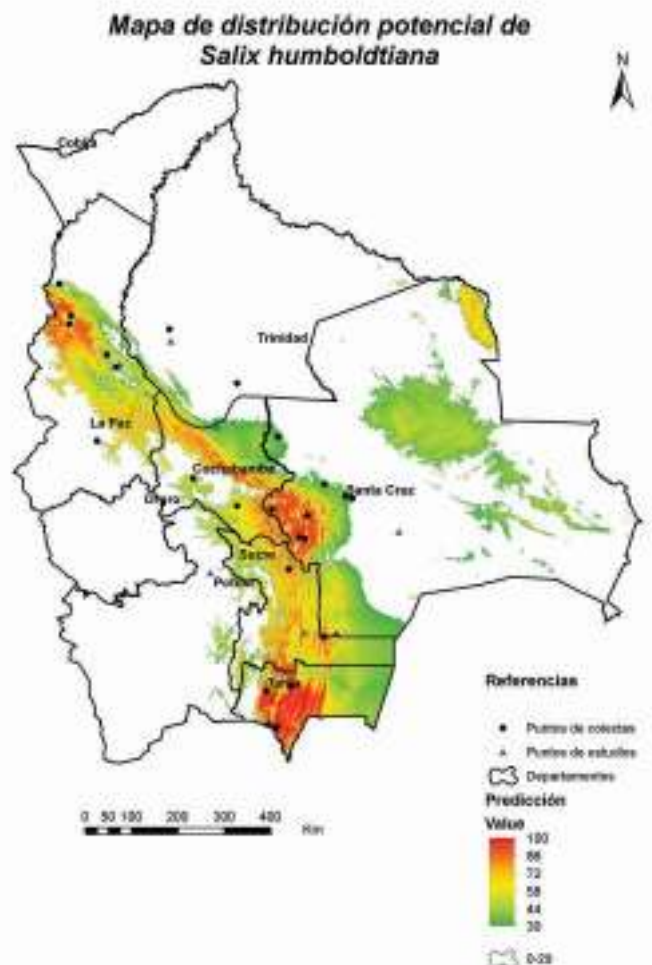 Mapa de distribución potencial de
Salix humboldtiana
N
Cobija
Trinidad
La Paz
Cochabamba
Santa Cruz
Oruro
Sucre
Potosí
Tarija
Referencias
Puntos de colectas
Puntos de estudios
Departamentos
Predicción
Value
100
86
72
58
44
30
0-29
0 50 100 200 300 400
Km